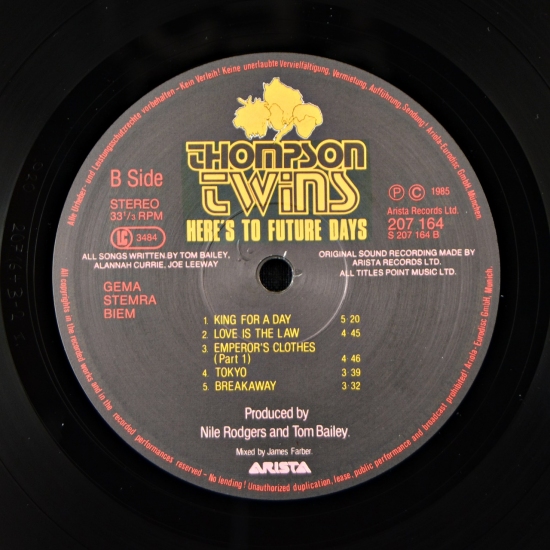 Alle Urheber- und Leistungsschutzrechte vorbehalten - Kein Verleih! Keine unerlaubte Vervielfältigung, Vermietung, Aufführung, Sendung! Ariola-Eurodisc GmbH, München
THOMPSON
TWINS
HERE'S TO FUTURE DAYS
B Side
STEREO
33 1/3 RPM
LC 3484
P C 1985
Arista Records Ltd.
207 164
S 207 164 B
ALL SONGS WRITTEN BY TOM BAILEY,
ALANNAH CURRIE, JOE LEEWAY
ORIGINAL SOUND RECORDING MADE BY
ARISTA RECORDS LTD.
ALL TITLES POINT MUSIC LTD.
GEMA
STEMRA
BIEM
1. KING FOR A DAY 5·20
2. LOVE IS THE LAW 4·45
3. EMPEROR'S CLOTHES
(Part 1) 4·46
4. TOKYO 3·39
5. BREAKAWAY 3·32
Produced by
Nile Rodgers and Tom Bailey.
Mixed by James Farber.
ARISTA
All copyrights in the recorded works and in the recorded performances reserved - No lending! Unauthorized duplication, lease, public performance and broadcast prohibited! Ariola-Eurodisc GmbH, Munich.